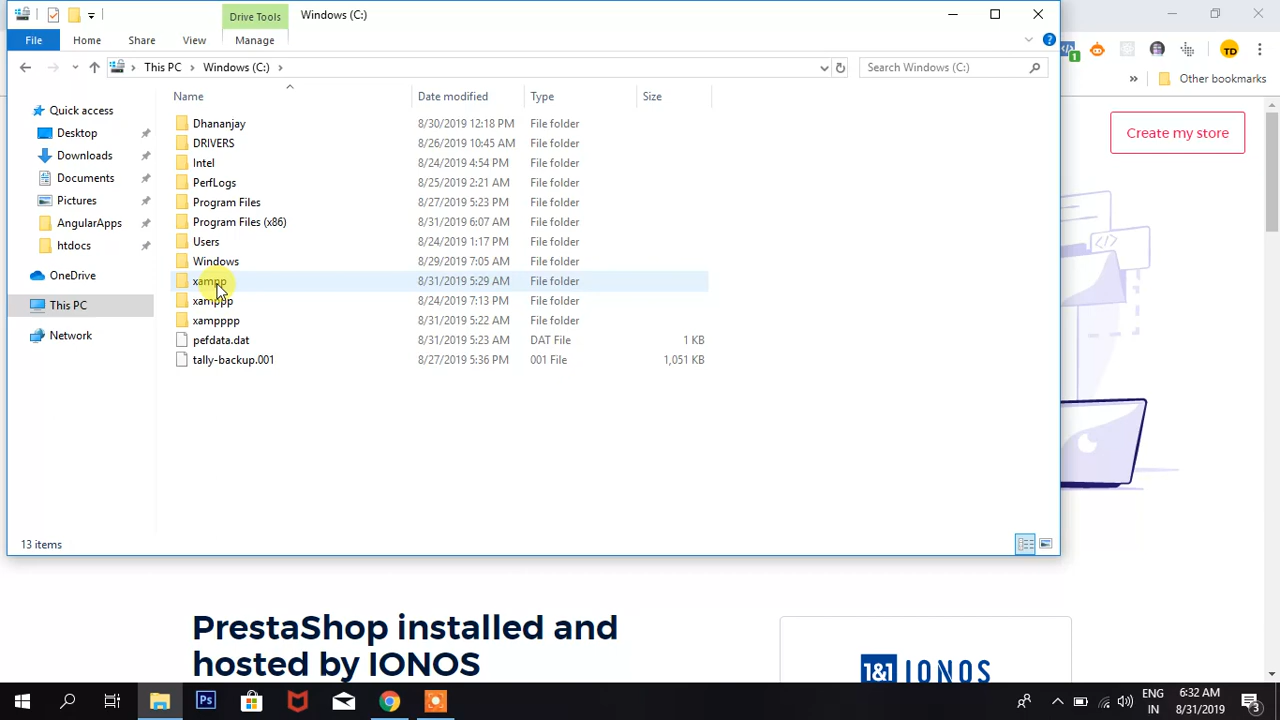 Drive Tools
Windows (C:)
File
Home
Share
View
Manage
This PC
Windows (C:)
Search Windows (C:)
Name
Date modified
Type
Size
Quick access
Desktop
Downloads
Documents
Pictures
AngularApps
htdocs
OneDrive
This PC
Network
Dhananjay 8/30/2019 12:18 PM File folder
DRIVERS 8/26/2019 10:45 AM File folder
Intel 8/24/2019 4:54 PM File folder
PerfLogs 8/25/2019 2:21 AM File folder
Program Files 8/27/2019 5:23 PM File folder
Program Files (x86) 8/31/2019 6:07 AM File folder
Users 8/24/2019 1:17 PM File folder
Windows 8/29/2019 7:05 AM File folder
xampp 8/31/2019 5:29 AM File folder
xamppp 8/24/2019 7:13 PM File folder
xampppp 8/31/2019 5:22 AM File folder
pefdata.dat 8/31/2019 5:23 AM DAT File 1 KB
tally-backup.001 8/27/2019 5:36 PM 001 File 1,051 KB
13 items
1
TD
»
Other bookmarks
Create my store
</>
PrestaShop installed and
hosted by IONOS
1&1 IONOS
Ps
ENG
IN
6:32 AM
8/31/2019
3